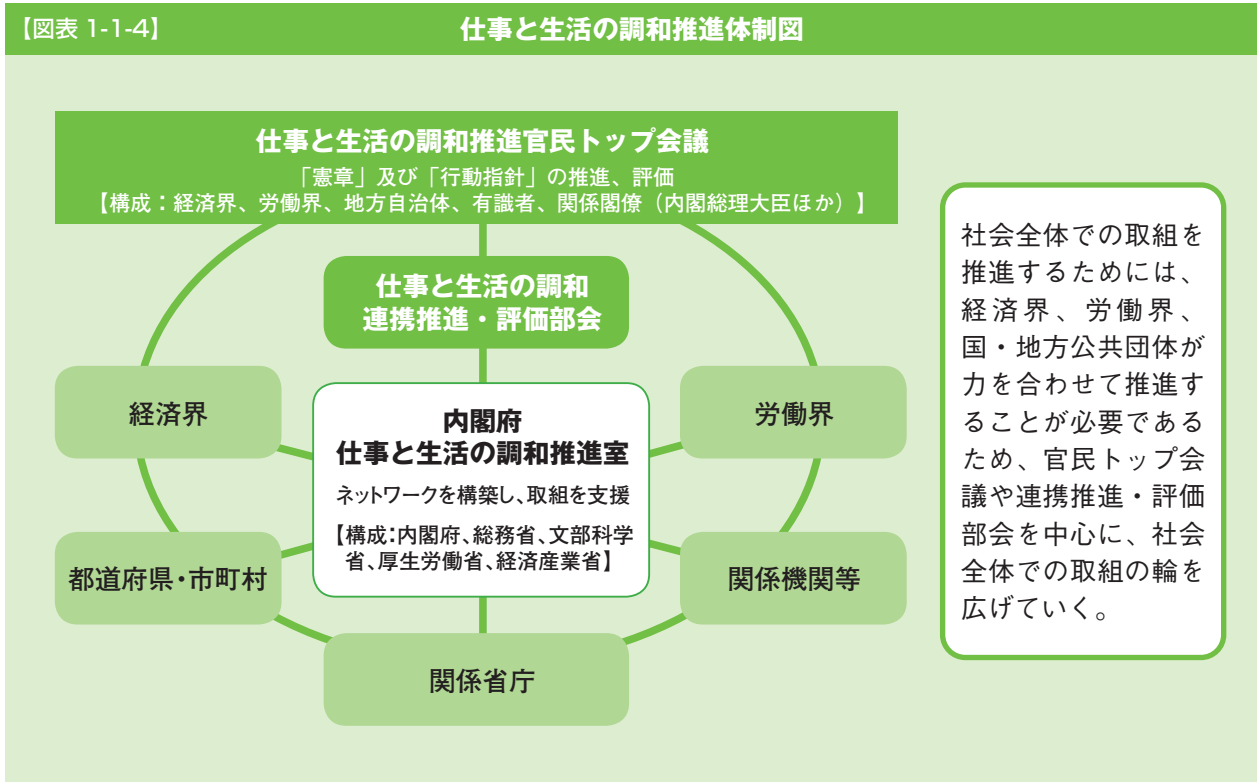 【図表 1-1-4】
仕事と生活の調和推進体制図
仕事と生活の調和推進官民トップ会議
「憲章」及び「行動指針」の推進、評価
【構成：経済界、労働界、地方自治体、有識者、関係閣僚（内閣総理大臣ほか）】
仕事と生活の調和
連携推進・評価部会
経済界
労働界
内閣府
仕事と生活の調和推進室
ネットワークを構築し、取組を支援
【構成：内閣府、総務省、文部科学
省、厚生労働省、経済産業省】
都道府県・市町村
関係機関等
関係省庁
社会全体での取組を
推進するためには、
経済界、労働界、
国・地方公共団体が
力を合わせて推進す
ることが必要である
ため、官民トップ会
議や連携推進・評価
部会を中心に、社会
全体での取組の輪を
広げていく。